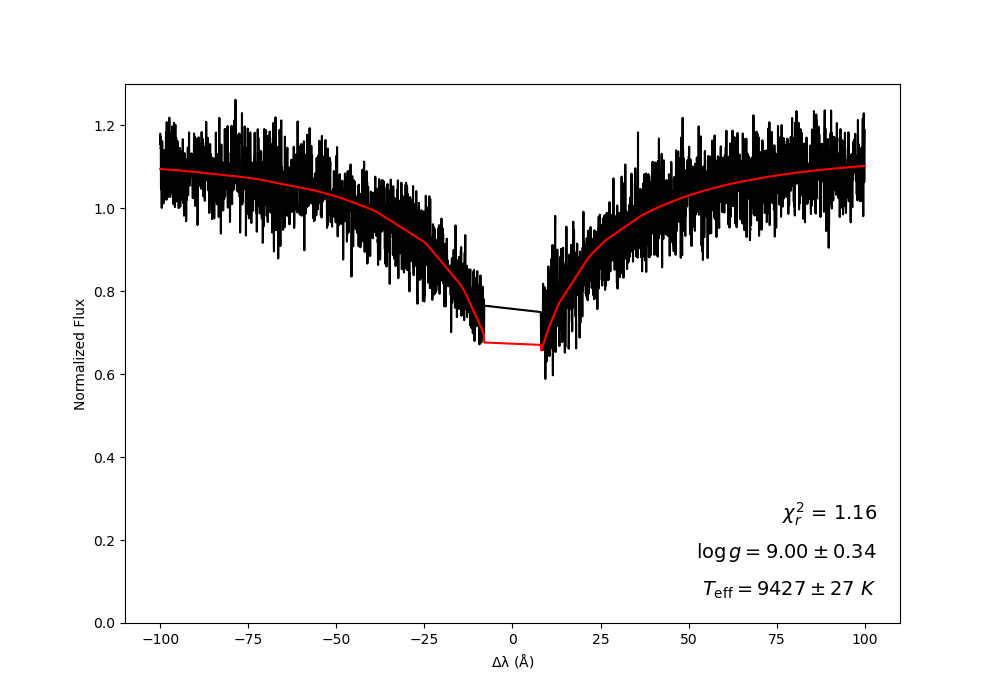 1.2
1.0
0.8
0.6
0.4
0.2
0.0
Normalized Flux
χ²ᵣ = 1.16
log g = 9.00 ± 0.34
T_eff = 9427 ± 27 K
−100 −75 −50 −25 0 25 50 75 100
Δλ (Å)